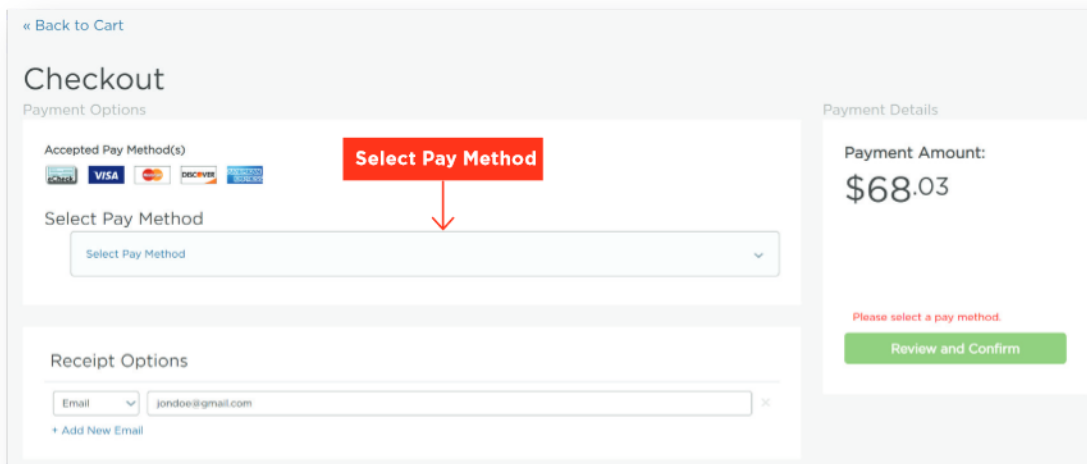 « Back to Cart
Checkout
Payment Options
Accepted Pay Method(s)
eCheck VISA DISCOVER
Select Pay Method
Select Pay Method
Select Pay Method
Receipt Options
Email jondoe@gmail.com ×
+ Add New Email
Payment Details
Payment Amount:
$68.03
Please select a pay method.
Review and Confirm